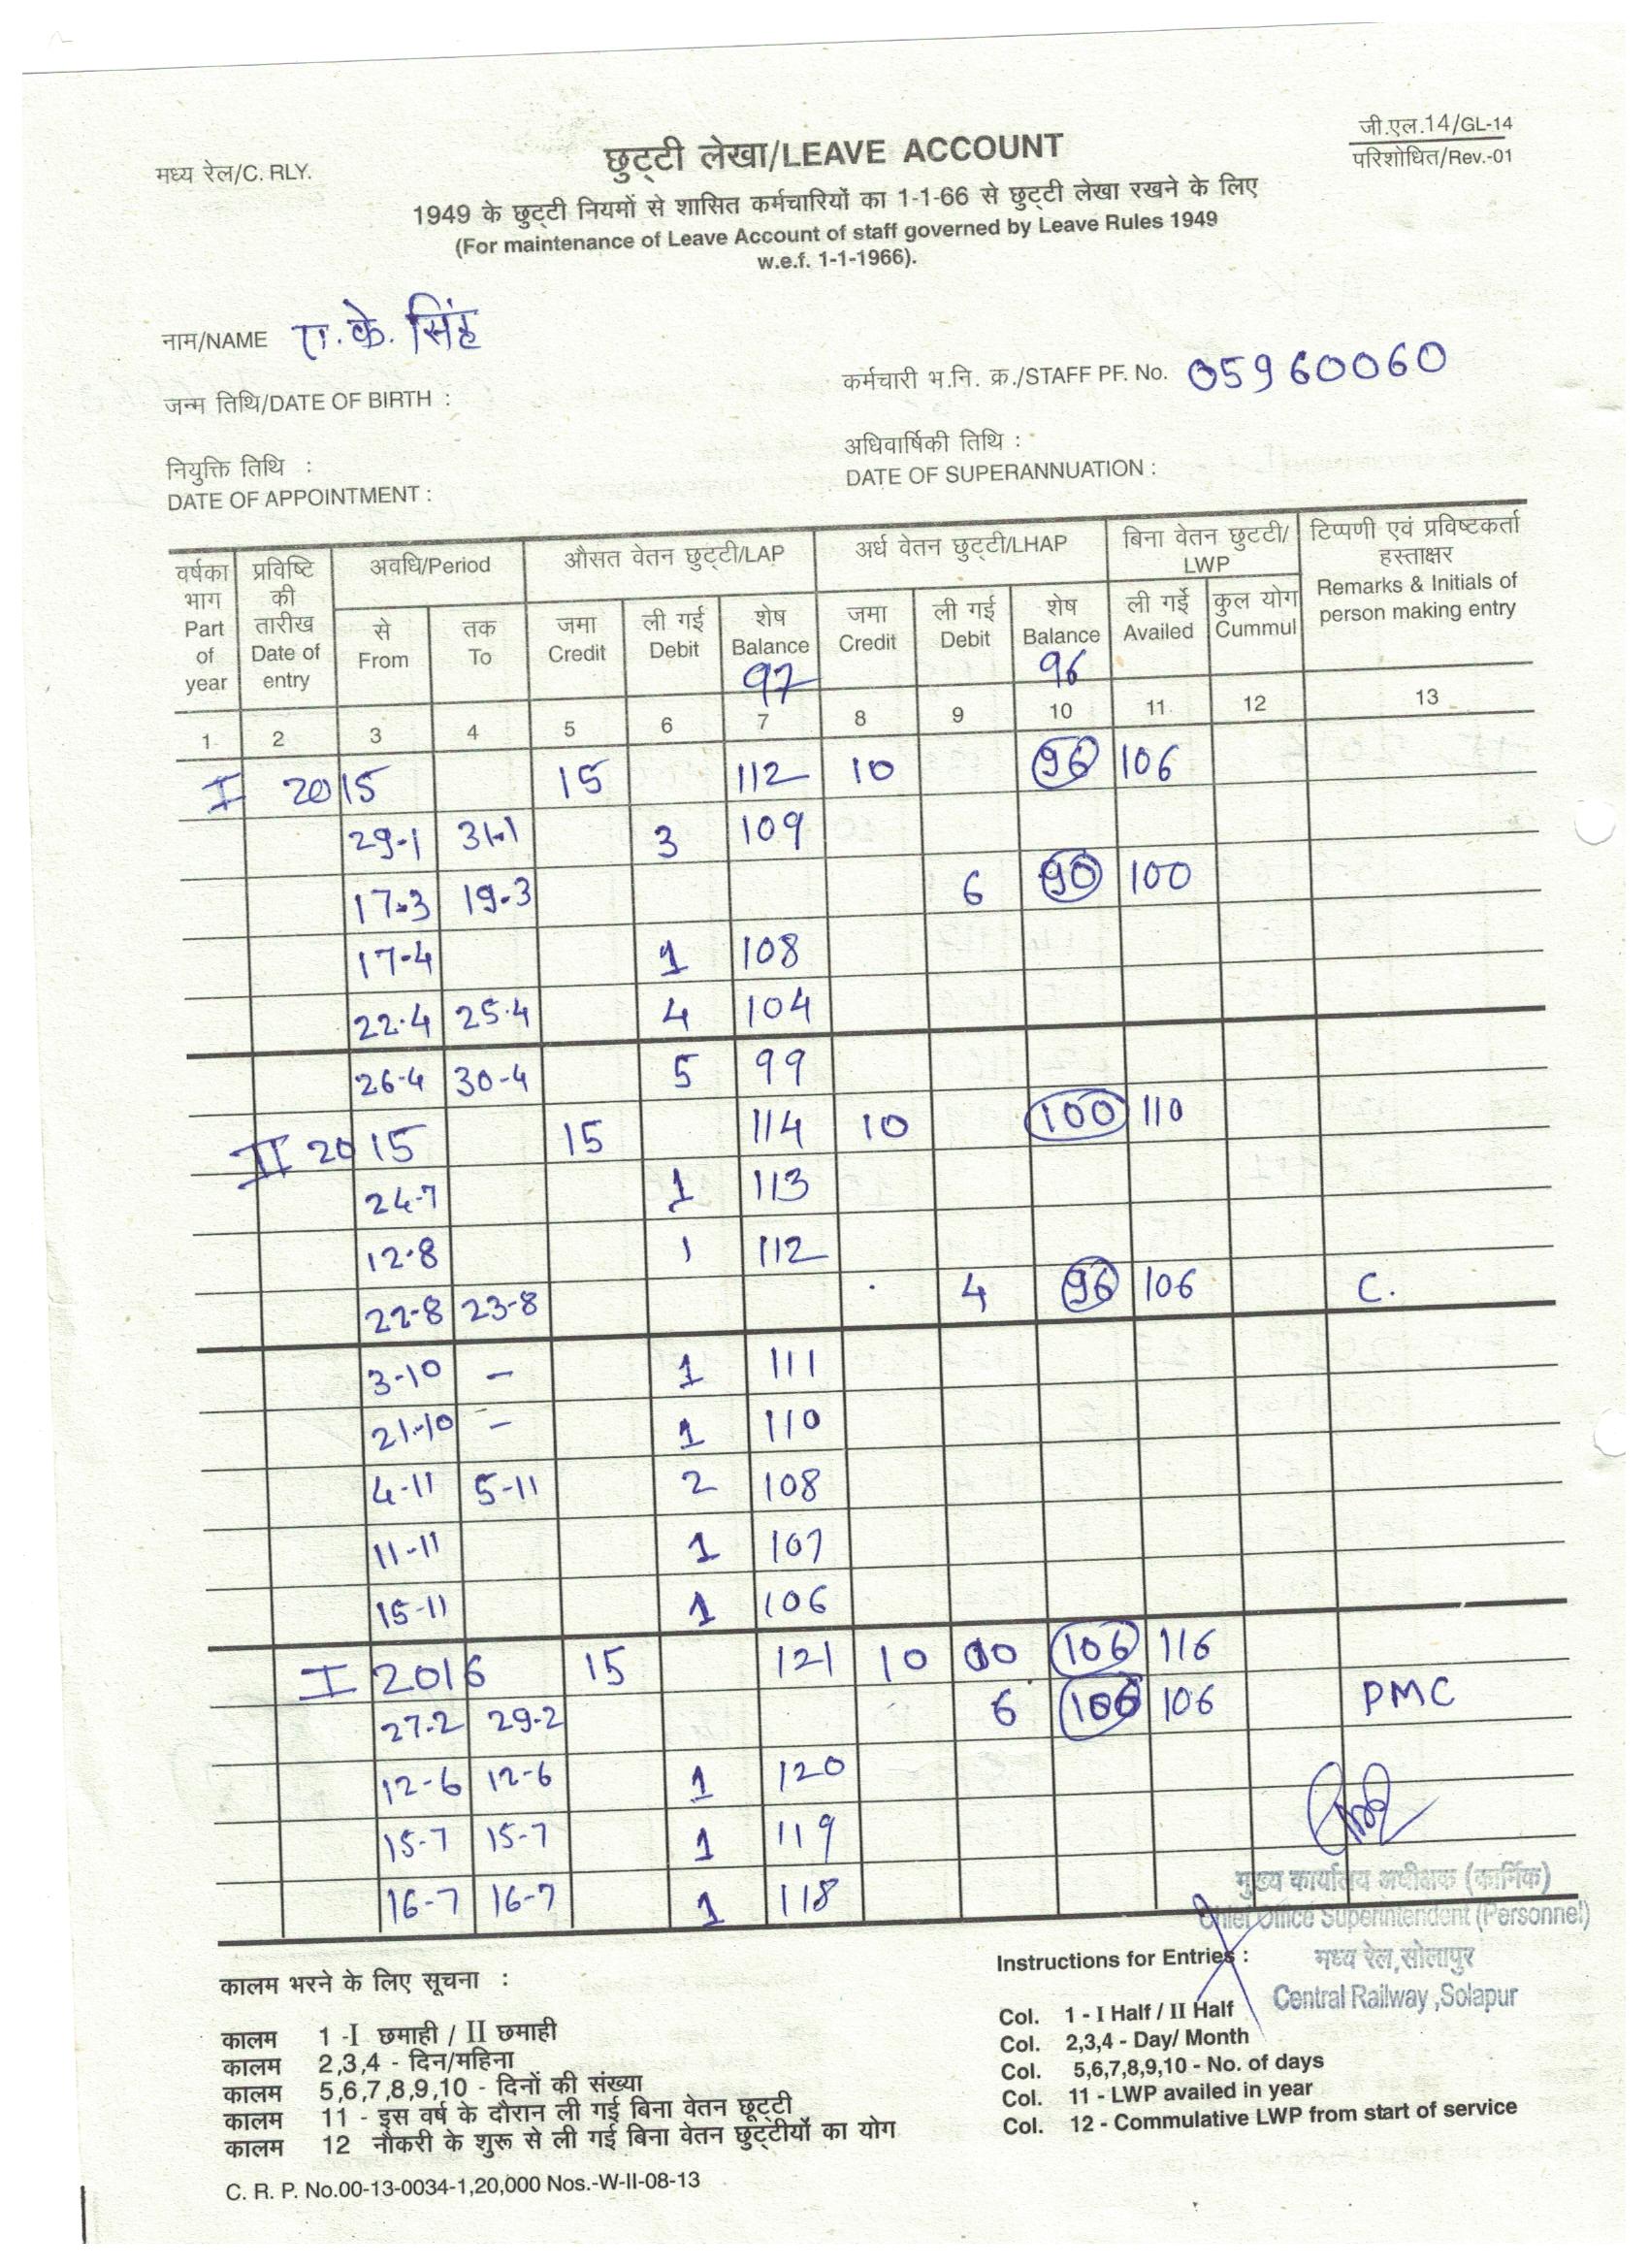 मध्य रेल/C. RLY.
छुट्टी लेखा/LEAVE ACCOUNT
जी.एल.14/GL-14
परिशोधित/Rev.-01
1949 के छुट्टी नियमों से शासित कर्मचारियों का 1-1-66 से छुट्टी लेखा रखने के लिए
(For maintenance of Leave Account of staff governed by Leave Rules 1949
w.e.f. 1-1-1966).
नाम/NAME ए.के. सिंह
कर्मचारी भ.नि. क्र./STAFF PF. No. 05960060
जन्म तिथि/DATE OF BIRTH :
नियुक्ति तिथि :
DATE OF APPOINTMENT :
अधिवार्षिकी तिथि :
DATE OF SUPERANNUATION :
वर्षका भाग Part of year
प्रविष्टि की तारीख Date of entry
अवधि/Period
औसत वेतन छुट्टी/LAP
अर्ध वेतन छुट्टी/LHAP
बिना वेतन छुटटी/ LWP
टिप्पणी एवं प्रविष्टकर्ता हस्ताक्षर Remarks & Initials of person making entry
से From
तक To
जमा Credit
ली गई Debit
शेष Balance 97
जमा Credit
ली गई Debit
शेष Balance 96
ली गई Availed
कुल योग Cummul
1 2 3 4 5 6 7 8 9 10 11 12 13
I 2015 15 112 10 96 106
29-1 31-1 3 109
17-3 19-3 6 90 100
17-4 1 108
22-4 25-4 4 104
26-4 30-4 5 99
II 2015 15 114 10 100 110
24-7 1 113
12-8 1 112
22-8 23-8 4 96 106 C.
3-10 - 1 111
21-10 - 1 110
4-11 5-11 2 108
11-11 1 107
15-11 1 106
I 2016 15 121 10 106 116
27-2 29-2 6 100 106 PMC
12-6 12-6 1 120
15-7 15-7 1 119
16-7 16-7 1 118
मुख्य कार्यालय अधीक्षक (कार्मिक)
Chief Office Superintendent (Personnel)
मध्य रेल, सोलापुर
Central Railway, Solapur
कालम भरने के लिए सूचना :
कालम 1 -I छमाही / II छमाही
कालम 2,3,4 - दिन/महिना
कालम 5,6,7,8,9,10 - दिनों की संख्या
कालम 11 - इस वर्ष के दौरान ली गई बिना वेतन छूट्टी
कालम 12 नौकरी के शुरू से ली गई बिना वेतन छुट्टीयों का योग
Instructions for Entries :
Col. 1 - I Half / II Half
Col. 2,3,4 - Day/ Month
Col. 5,6,7,8,9,10 - No. of days
Col. 11 - LWP availed in year
Col. 12 - Commulative LWP from start of service
C. R. P. No.00-13-0034-1,20,000 Nos.-W-II-08-13